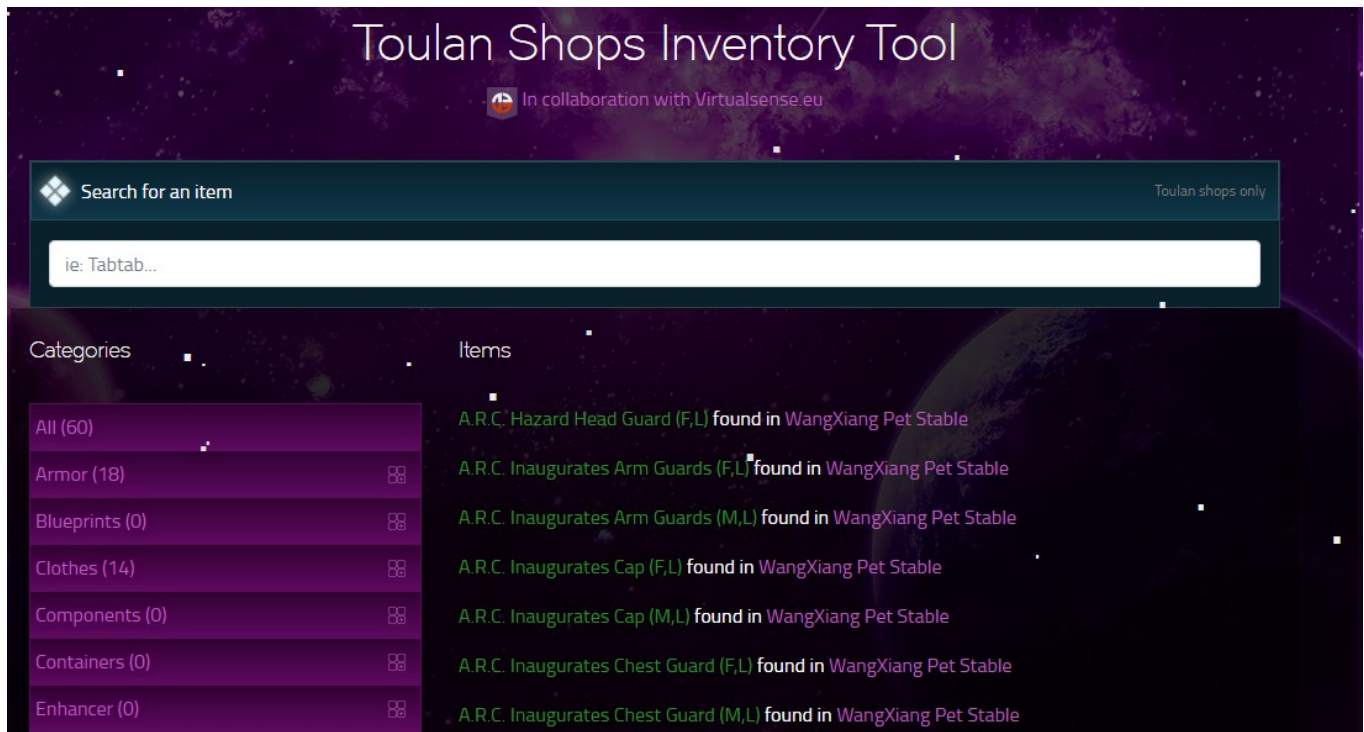 Toulan Shops Inventory Tool
In collaboration with Virtualsense.eu
Search for an item
Toulan shops only
ie: Tabtab...
Categories
All (60)
Armor (18)
Blueprints (0)
Clothes (14)
Components (0)
Containers (0)
Enhancer (0)
Items
A.R.C. Hazard Head Guard (F,L) found in WangXiang Pet Stable
A.R.C. Inaugurates Arm Guards (F,L) found in WangXiang Pet Stable
A.R.C. Inaugurates Arm Guards (M,L) found in WangXiang Pet Stable
A.R.C. Inaugurates Cap (F,L) found in WangXiang Pet Stable
A.R.C. Inaugurates Cap (M,L) found in WangXiang Pet Stable
A.R.C. Inaugurates Chest Guard (F,L) found in WangXiang Pet Stable
A.R.C. Inaugurates Chest Guard (M,L) found in WangXiang Pet Stable